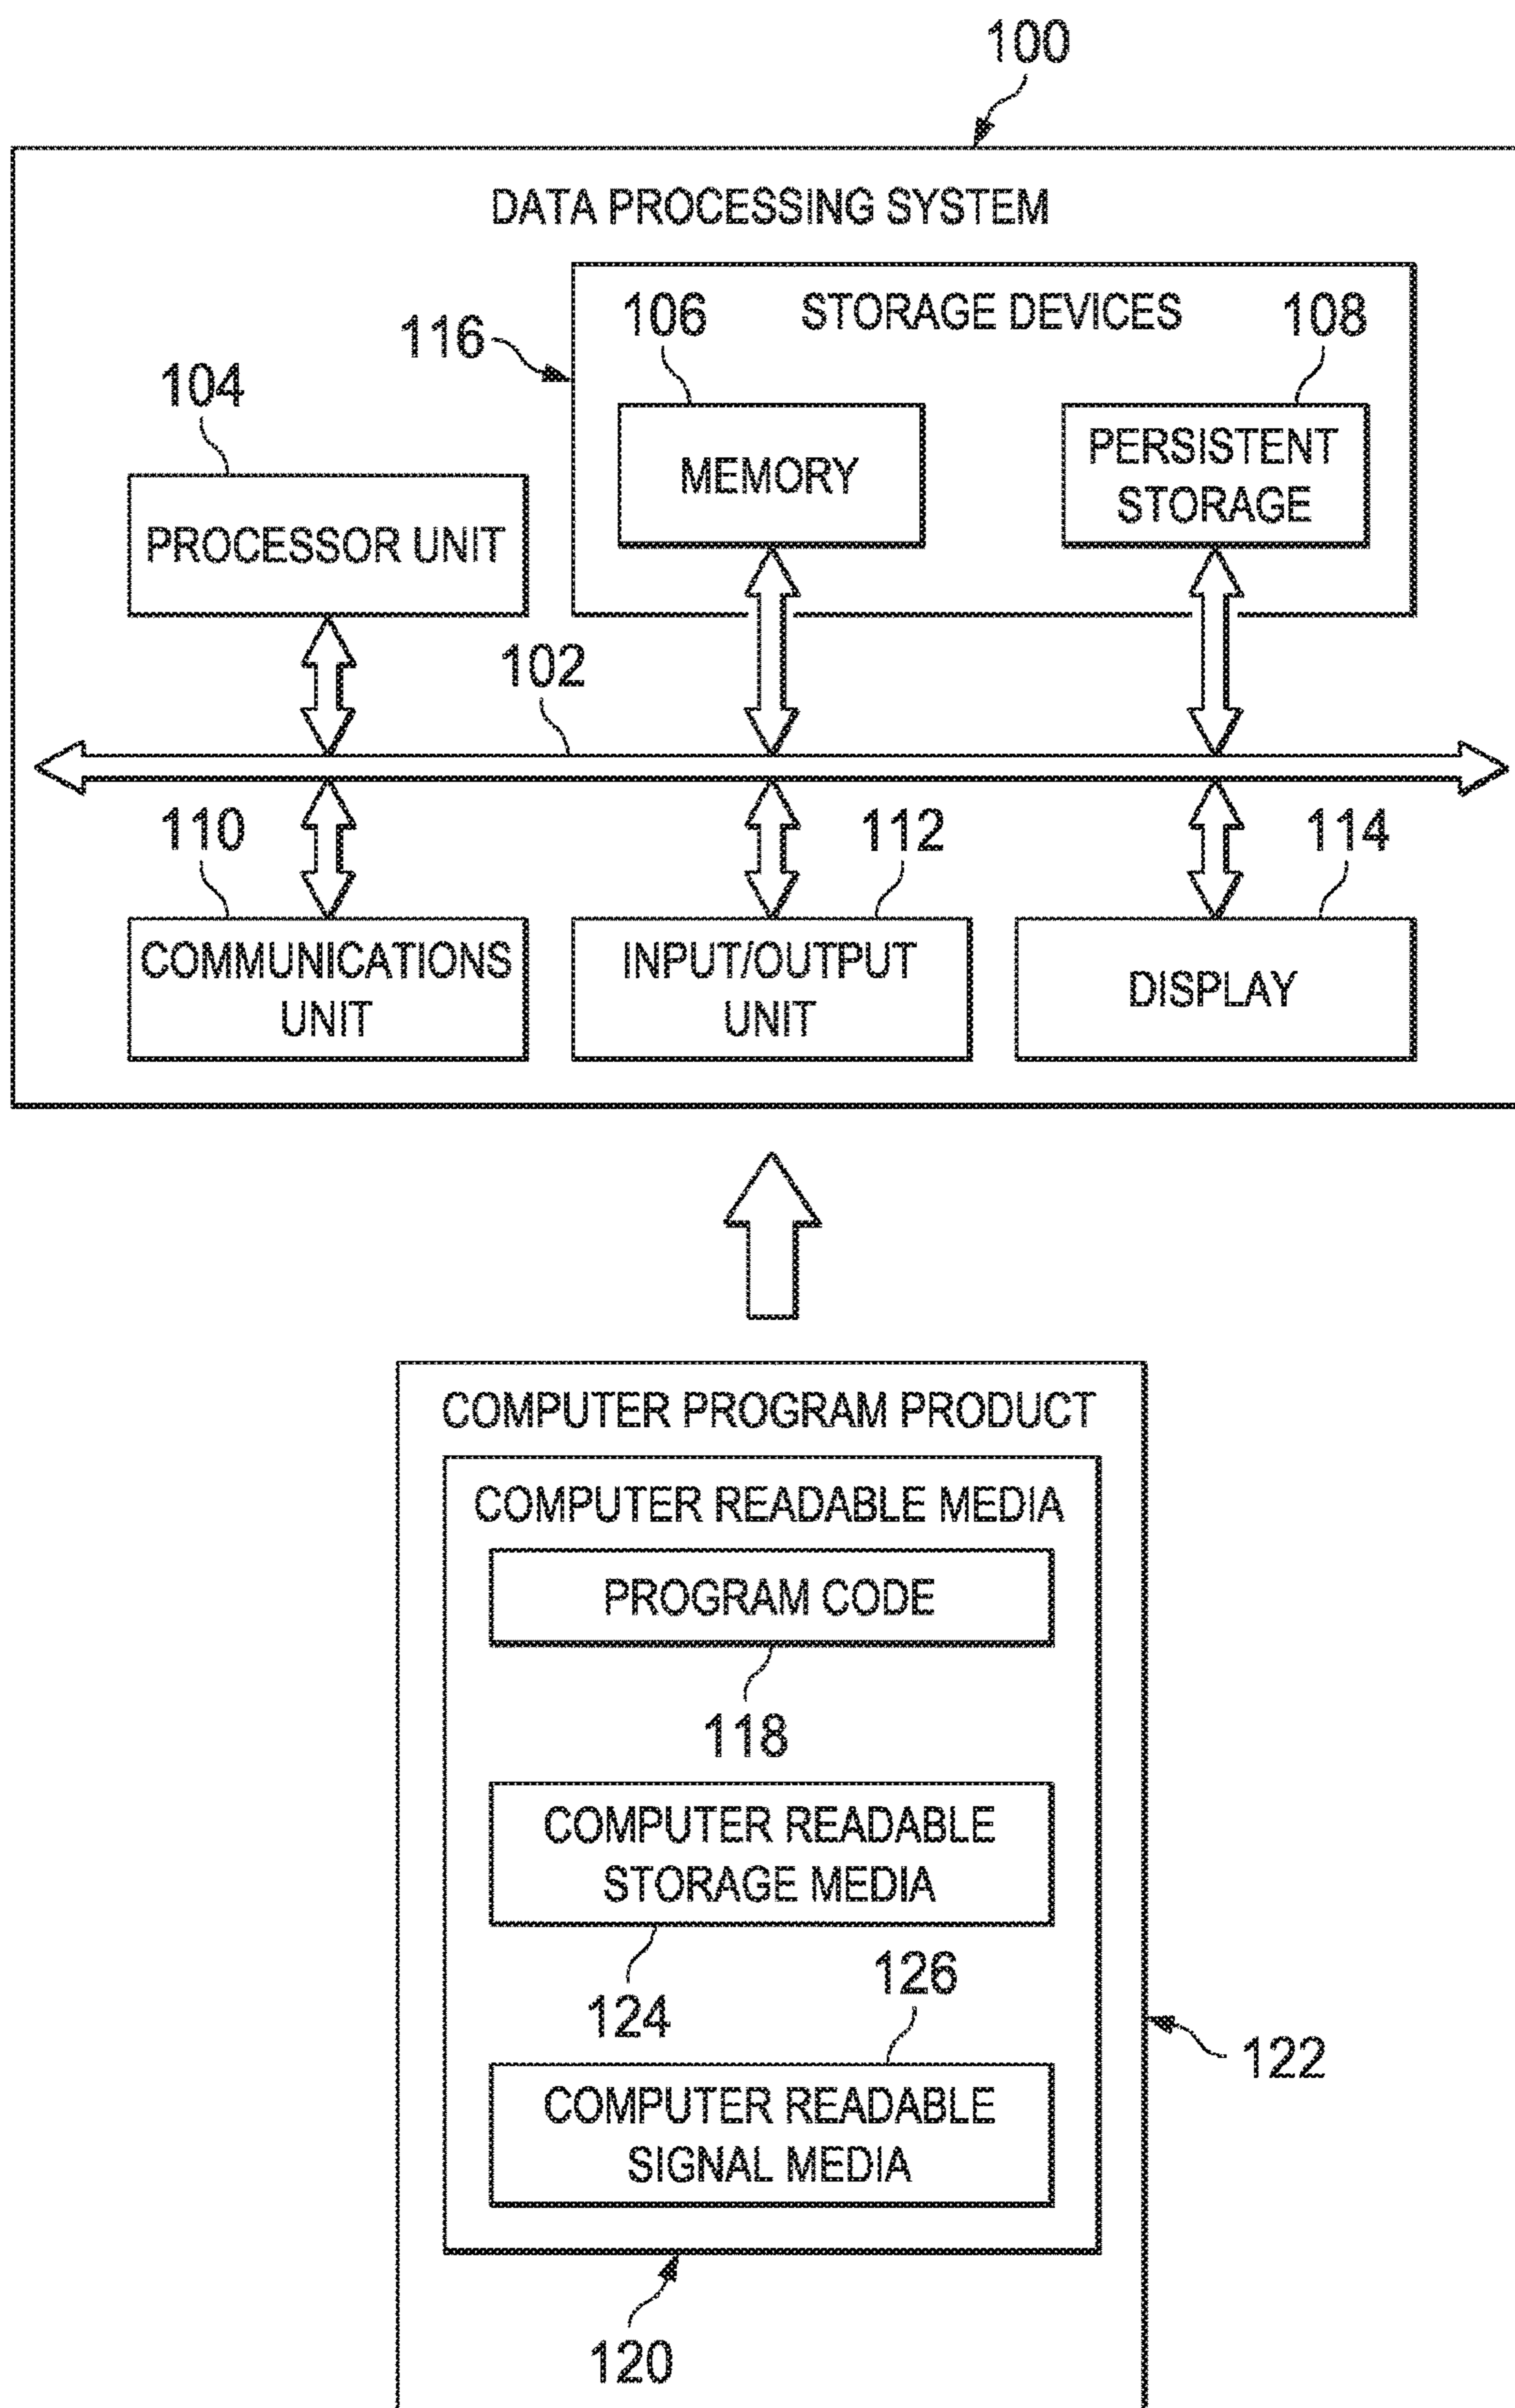 100
DATA PROCESSING SYSTEM
116
106
STORAGE DEVICES
108
104
MEMORY
PERSISTENT
STORAGE
PROCESSOR UNIT
102
110
112
114
COMMUNICATIONS
UNIT
INPUT/OUTPUT
UNIT
DISPLAY
COMPUTER PROGRAM PRODUCT
COMPUTER READABLE MEDIA
PROGRAM CODE
118
COMPUTER READABLE
STORAGE MEDIA
124
126
COMPUTER READABLE
SIGNAL MEDIA
122
120